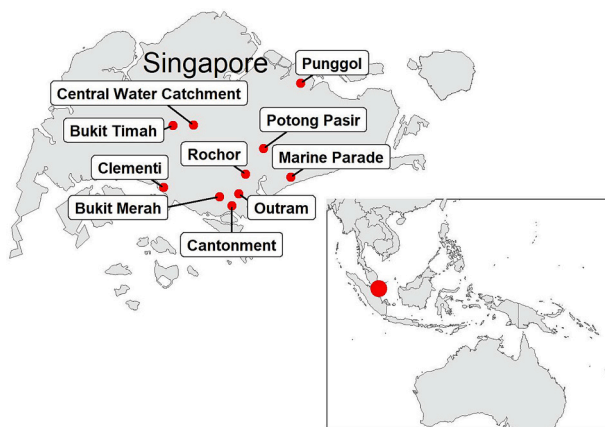 Singapore
Punggol
Central Water Catchment
Potong Pasir
Bukit Timah
Rochor
Marine Parade
Clementi
Bukit Merah
Outram
Cantonment